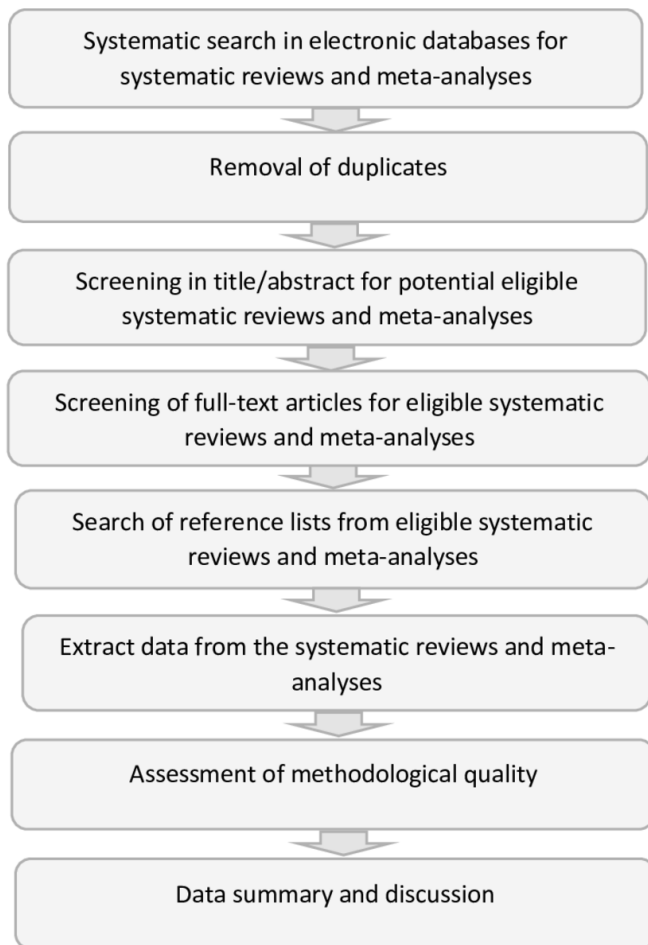 Systematic search in electronic databases for
systematic reviews and meta-analyses
Removal of duplicates
Screening in title/abstract for potential eligible
systematic reviews and meta-analyses
Screening of full-text articles for eligible systematic
reviews and meta-analyses
Search of reference lists from eligible systematic
reviews and meta-analyses
Extract data from the systematic reviews and meta-
analyses
Assessment of methodological quality
Data summary and discussion